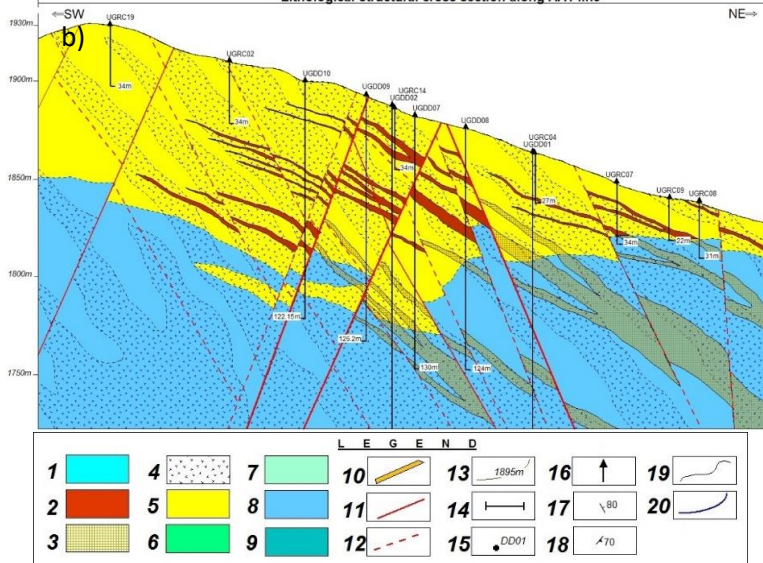 Lithological structural cross section along A-A1 line
⇐SW
NE⇒
b)
1930m
1900m
1850m
1800m
1750m
UGRC19
UGRC02
UGDD10
UGDD09
UGRC14
UGDD02
UGDD07
UGDD08
UGRC04
UGDD01
UGRC07
UGRC09
UGRC08
34m
34m
34m
27m
34m
22m
31m
122.15m
126.2m
130m
124m
L E G E N D
1 4 7 10 13 1895m 16 19
2 5 8 11 14 17 80 20
3 6 9 12 15 DD01 18 70